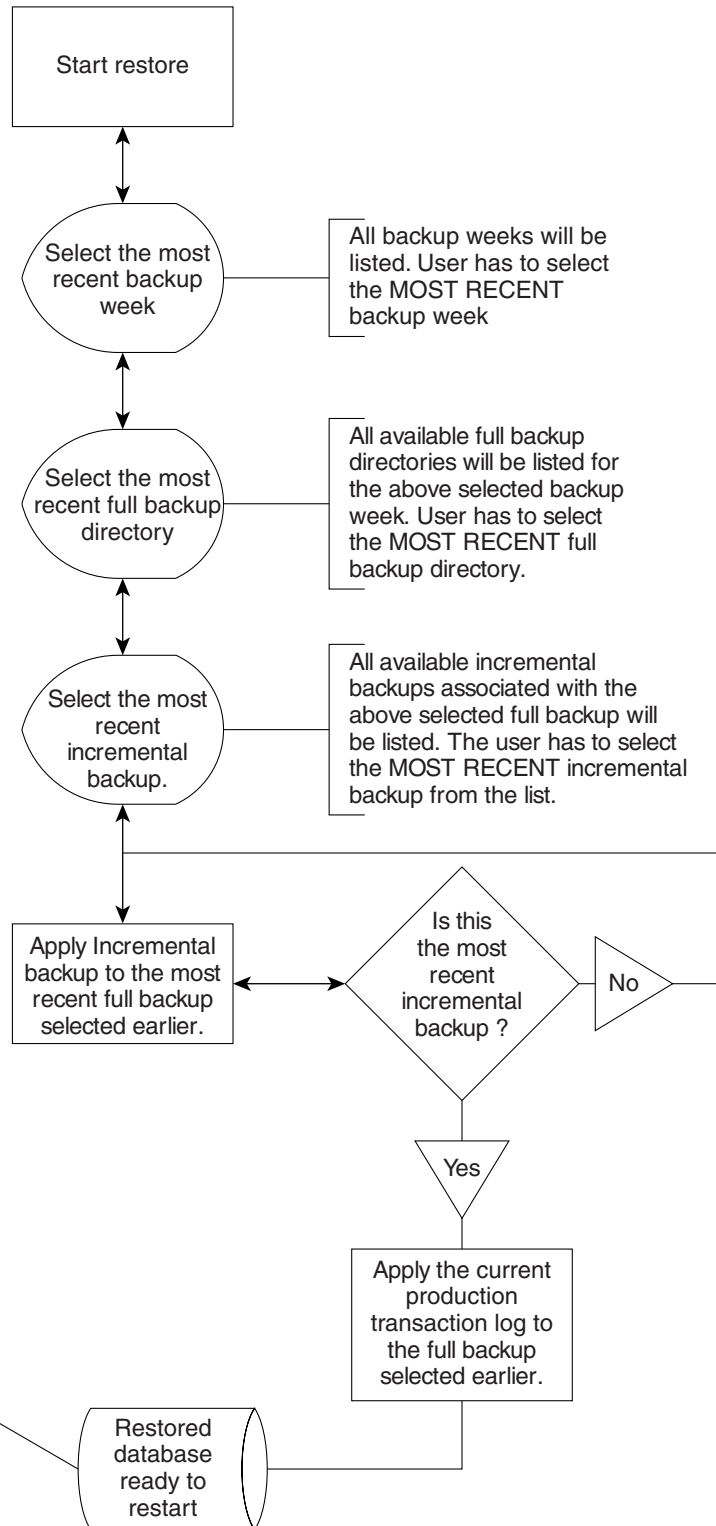 Start restore
Select the most
recent backup
week
All backup weeks will be
listed. User has to select
the MOST RECENT
backup week
Select the most
recent full backup
directory
All available full backup
directories will be listed for
the above selected backup
week. User has to select
the MOST RECENT full
backup directory.
Select the most
recent
incremental
backup.
All available incremental
backups associated with the
above selected full backup will
be listed. The user has to select
the MOST RECENT incremental
backup from the list.
Apply Incremental
backup to the most
recent full backup
selected earlier.
Is this
the most
recent
incremental
backup ?
No
Yes
Apply the current
production
transaction log to
the full backup
selected earlier.
Restored
database
ready to
restart